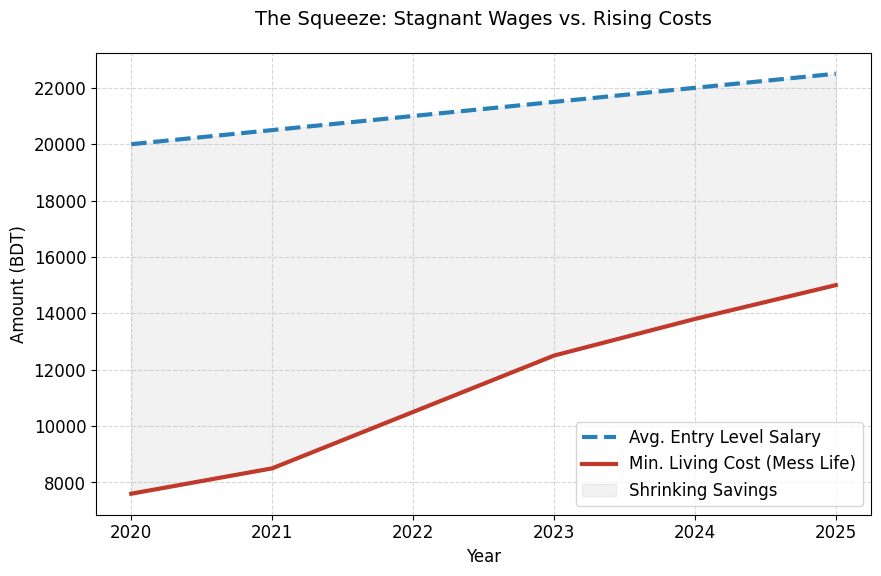 The Squeeze: Stagnant Wages vs. Rising Costs
Amount (BDT)
22000
20000
18000
16000
14000
12000
10000
8000
Avg. Entry Level Salary
Min. Living Cost (Mess Life)
Shrinking Savings
2020 2021 2022 2023 2024 2025
Year